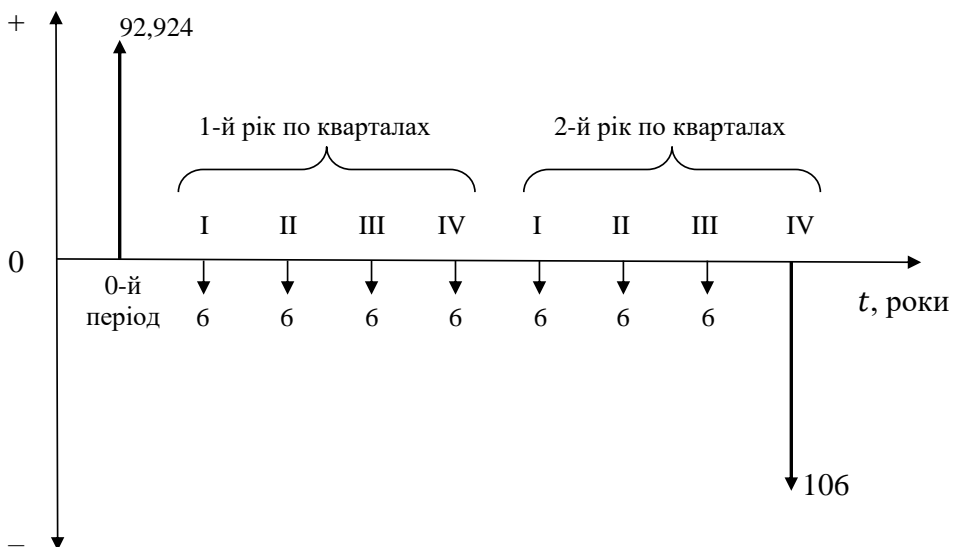 +
92,924
1-й рік по кварталах
2-й рік по кварталах
I II III IV I II III IV
0
0-й
період
6 6 6 6 6 6 6
t, роки
106
−